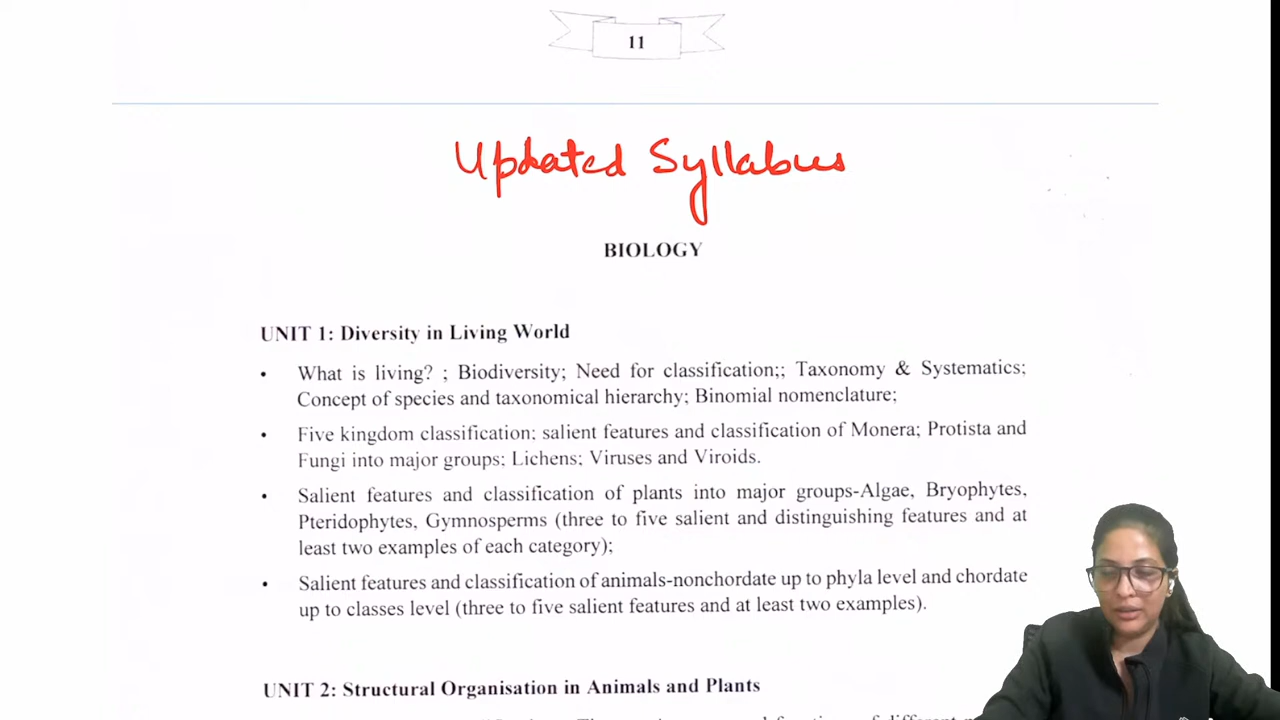 11
Updated Syllabus
BIOLOGY
UNIT 1: Diversity in Living World
• What is living? ; Biodiversity; Need for classification;; Taxonomy & Systematics;
Concept of species and taxonomical hierarchy; Binomial nomenclature;
• Five kingdom classification; salient features and classification of Monera; Protista and
Fungi into major groups; Lichens; Viruses and Viroids.
• Salient features and classification of plants into major groups-Algae, Bryophytes,
Pteridophytes, Gymnosperms (three to five salient and distinguishing features and at
least two examples of each category);
• Salient features and classification of animals-nonchordate up to phyla level and chordate
up to classes level (three to five salient features and at least two examples).
UNIT 2: Structural Organisation in Animals and Plants